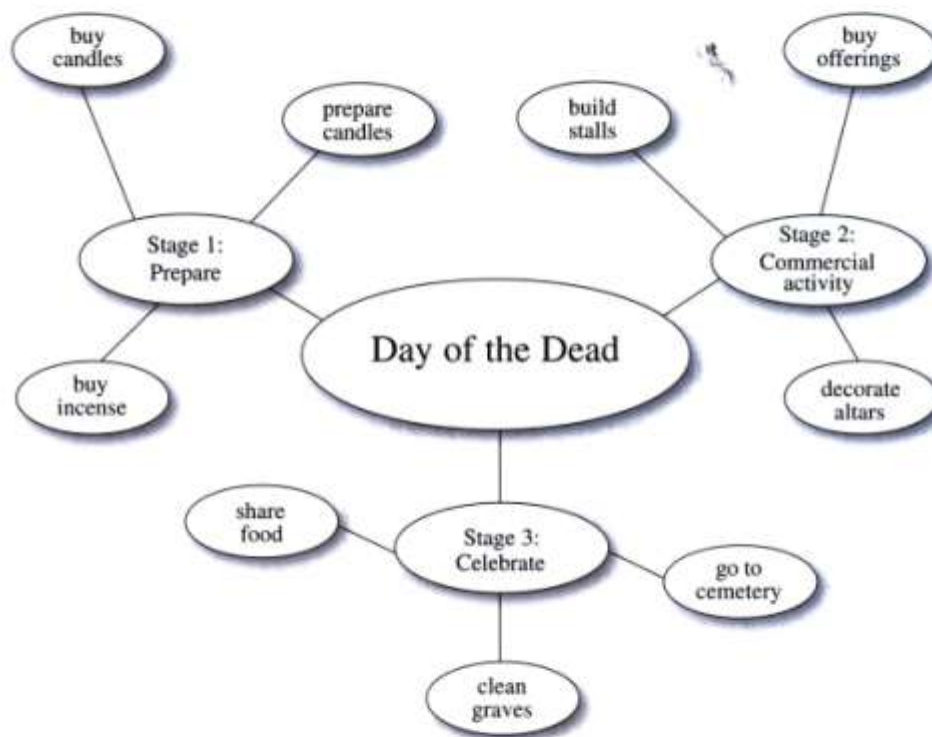 buy
candles
prepare
candles
Stage 1:
Prepare
buy
incense
build
stalls
buy
offerings
Stage 2:
Commercial
activity
decorate
altars
Day of the Dead
share
food
Stage 3:
Celebrate
go to
cemetery
clean
graves